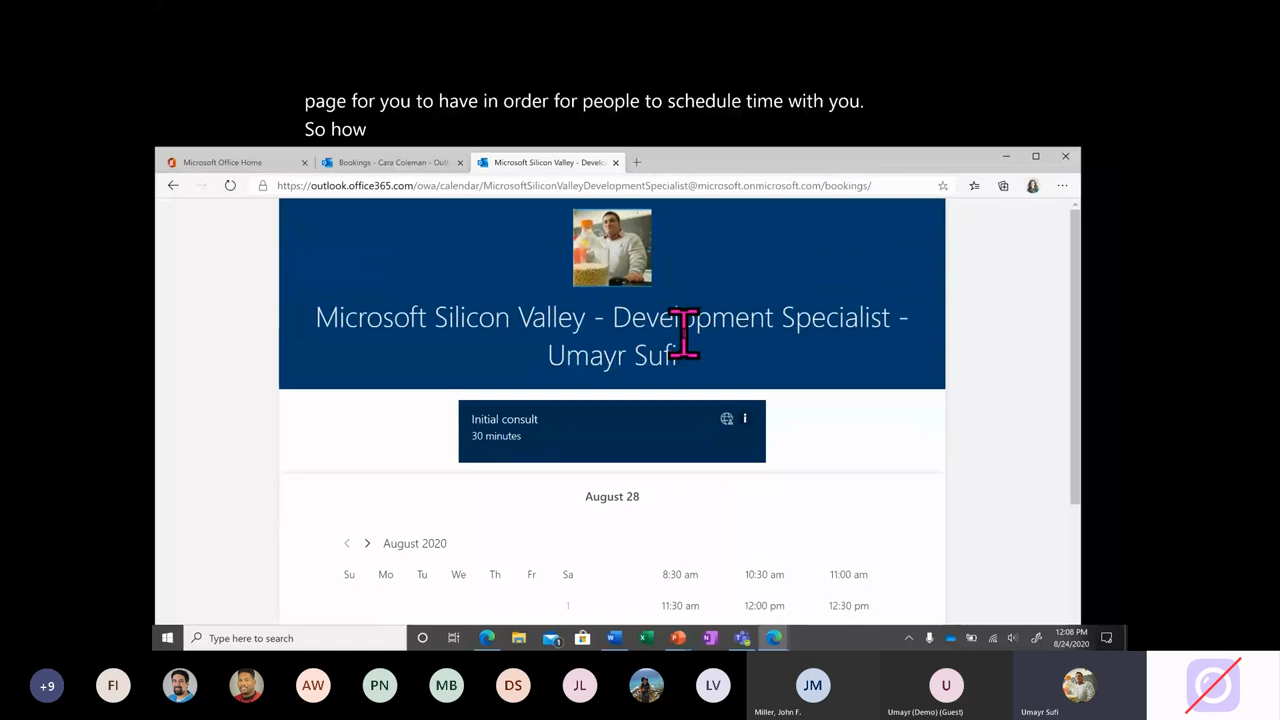 page for you to have in order for people to schedule time with you.
So how
Microsoft Office Home
Bookings - Cara Coleman - Out
Microsoft Silicon Valley - Develo
https://outlook.office365.com/owa/calendar/MicrosoftSiliconValleyDevelopmentSpecialist@microsoft.onmicrosoft.com/bookings/
Microsoft Silicon Valley - Development Specialist -
Umayr Sufi
Initial consult
30 minutes
August 28
August 2020
Su Mo Tu We Th Fr Sa
8:30 am 10:30 am 11:00 am
1
11:30 am 12:00 pm 12:30 pm
Type here to search
1
12:08 PM
8/24/2020
+9 FI AW PN MB DS JL LV JM U
Miller, John F. Umayr (Demo) (Guest) Umayr Sufi